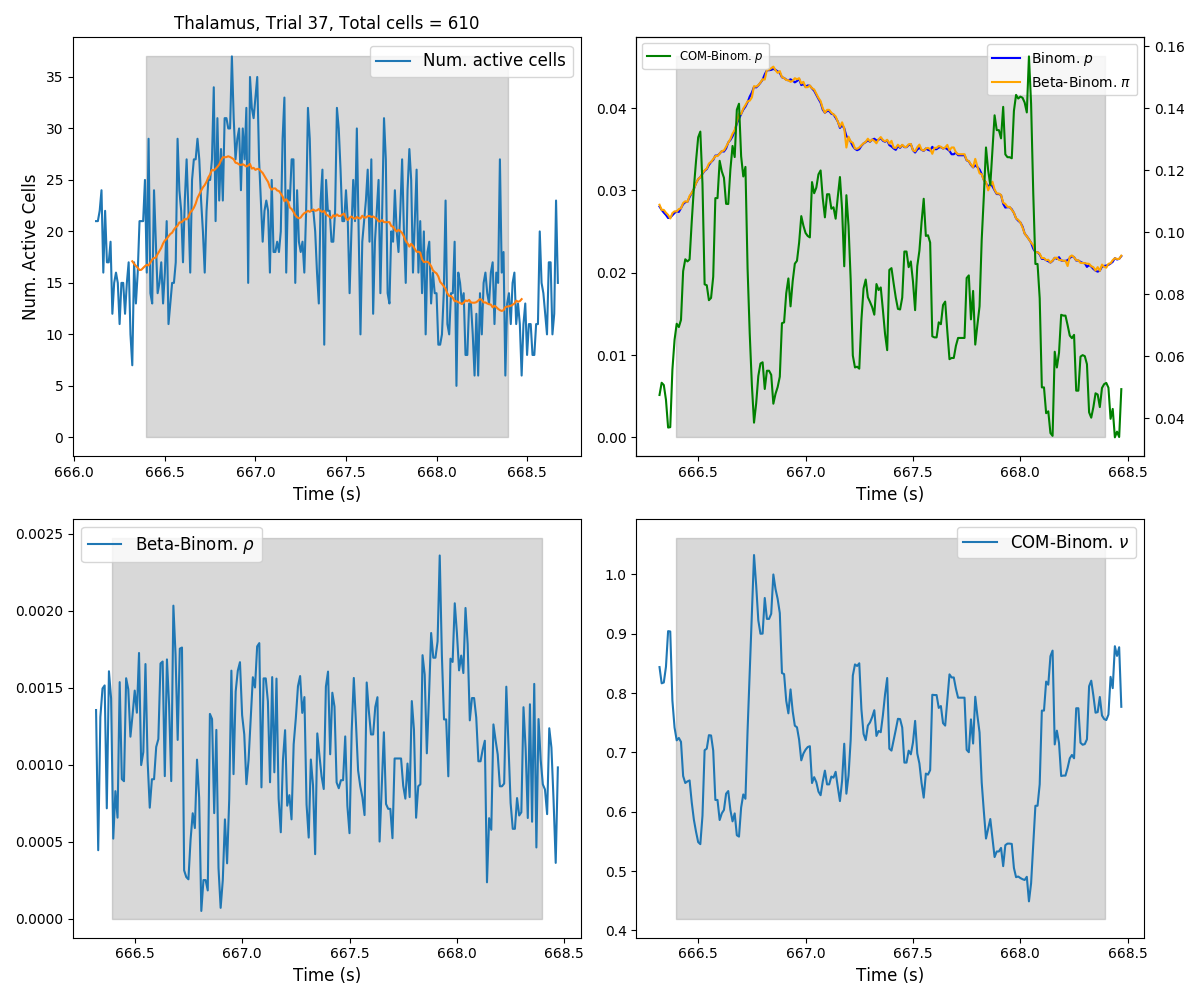 Thalamus, Trial 37, Total cells = 610
Num. active cells
Num. Active Cells
35
30
25
20
15
10
5
0
666.0 666.5 667.0 667.5 668.0 668.5
Time (s)
COM-Binom. p
Binom. p
Beta-Binom. π
0.04
0.03
0.02
0.01
0.00
0.16
0.14
0.12
0.10
0.08
0.06
0.04
666.5 667.0 667.5 668.0 668.5
Time (s)
Beta-Binom. ρ
0.0025
0.0020
0.0015
0.0010
0.0005
0.0000
666.5 667.0 667.5 668.0 668.5
Time (s)
COM-Binom. ν
1.0
0.9
0.8
0.7
0.6
0.5
0.4
666.5 667.0 667.5 668.0 668.5
Time (s)